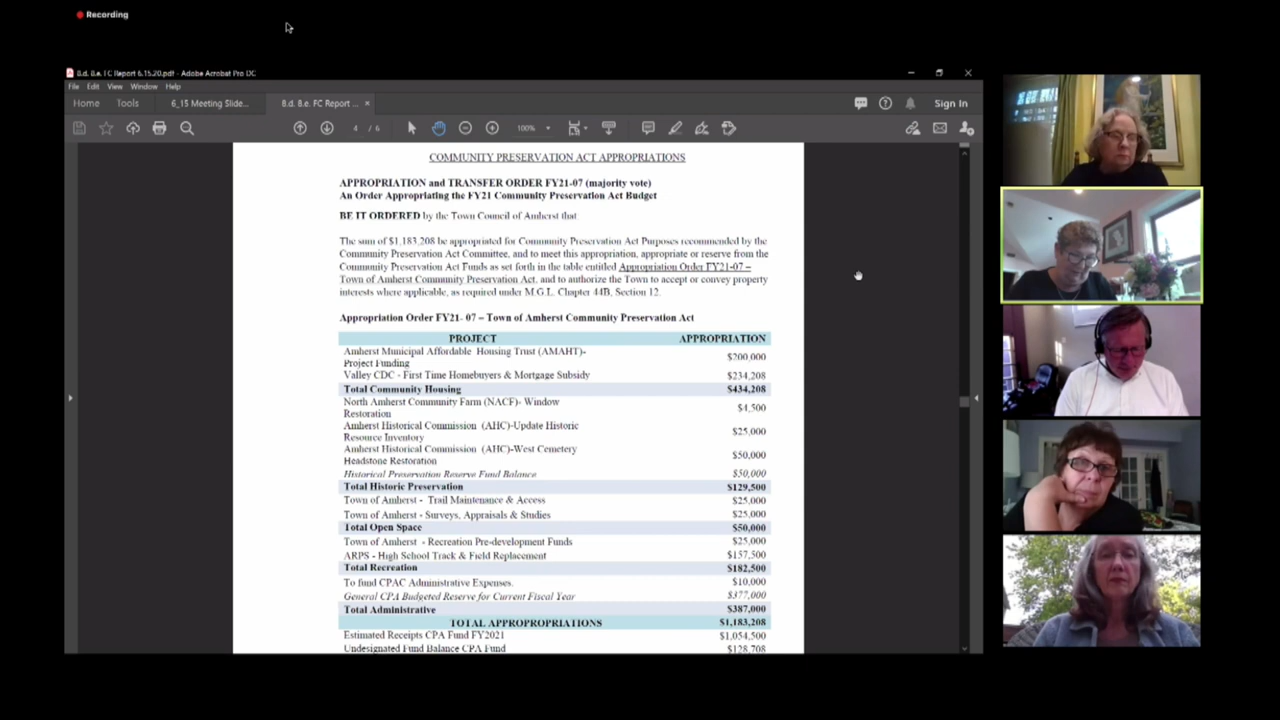 Recording
8.d. 8.e. FC Report 6.15.20.pdf - Adobe Acrobat Pro DC
File Edit View Window Help
Home Tools 6_15 Meeting Slide... 8.d. 8.e. FC Report ... × Sign In
4 / 6 100%
COMMUNITY PRESERVATION ACT APPROPRIATIONS
APPROPRIATION and TRANSFER ORDER FY21-07 (majority vote)
An Order Appropriating the FY21 Community Preservation Act Budget
BE IT ORDERED by the Town Council of Amherst that
The sum of $1,183,208 be appropriated for Community Preservation Act Purposes recommended by the
Community Preservation Act Committee, and to meet this appropriation, appropriate or reserve from the
Community Preservation Act Funds as set forth in the table entitled Appropriation Order FY21-07 –
Town of Amherst Community Preservation Act, and to authorize the Town to accept or convey property
interests where applicable, as required under M.G.L. Chapter 44B, Section 12.
Appropriation Order FY21- 07 – Town of Amherst Community Preservation Act
PROJECT APPROPRIATION
Amherst Municipal Affordable Housing Trust (AMAHT)-
Project Funding $200,000
Valley CDC - First Time Homebuyers & Mortgage Subsidy $234,208
Total Community Housing $434,208
North Amherst Community Farm (NACF)- Window
Restoration $4,500
Amherst Historical Commission (AHC)-Update Historic
Resource Inventory $25,000
Amherst Historical Commission (AHC)-West Cemetery
Headstone Restoration $50,000
Historical Preservation Reserve Fund Balance $50,000
Total Historic Preservation $129,500
Town of Amherst - Trail Maintenance & Access $25,000
Town of Amherst - Surveys, Appraisals & Studies $25,000
Total Open Space $50,000
Town of Amherst - Recreation Pre-development Funds $25,000
ARPS - High School Track & Field Replacement $157,500
Total Recreation $182,500
To fund CPAC Administrative Expenses. $10,000
General CPA Budgeted Reserve for Current Fiscal Year $377,000
Total Administrative $387,000
TOTAL APPROPROPRIATIONS $1,183,208
Estimated Receipts CPA Fund FY2021 $1,054,500
Undesignated Fund Balance CPA Fund $128,708